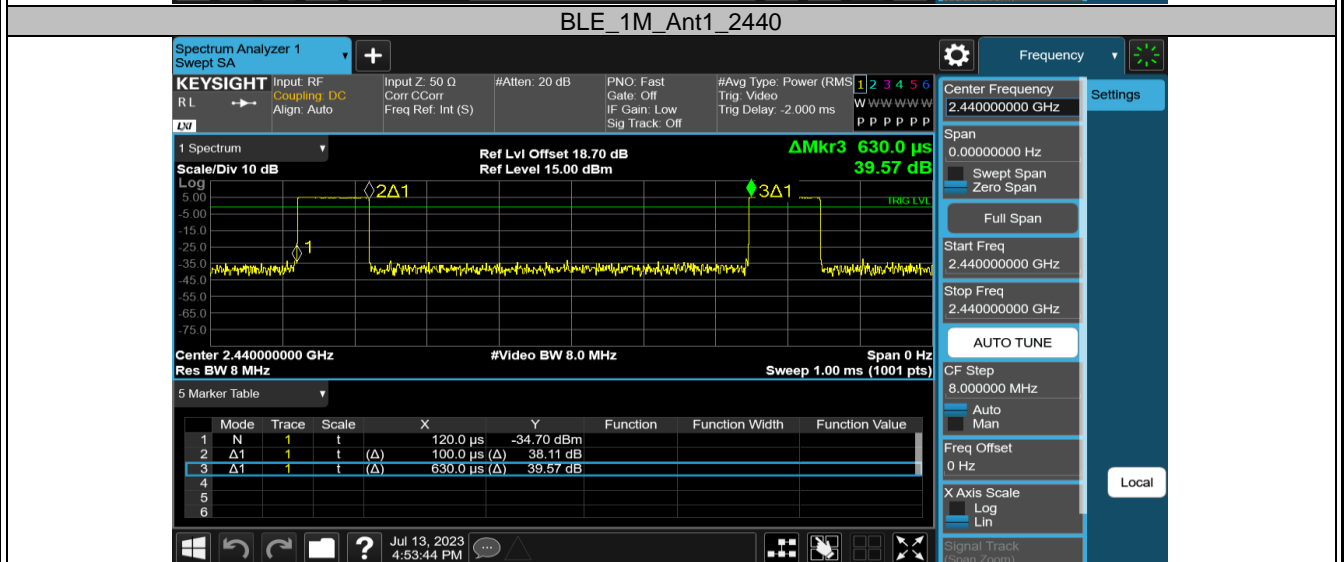 BLE_1M_Ant1_2440
Spectrum Analyzer 1
Swept SA
+
Frequency
KEYSIGHT
R L
LXI
Input: RF
Coupling: DC
Align: Auto
Input Z: 50 Ω
Corr CCorr
Freq Ref: Int (S)
#Atten: 20 dB
PNO: Fast
Gate: Off
IF Gain: Low
Sig Track: Off
#Avg Type: Power (RMS
Trig: Video
Trig Delay: -2.000 ms
1 2 3 4 5 6
W W W W W W
P P P P P P
1 Spectrum
Scale/Div 10 dB
Ref Lvl Offset 18.70 dB
Ref Level 15.00 dBm
ΔMkr3 630.0 µs
39.57 dB
Log
5.00
-5.00
-15.0
-25.0
-35.0
-45.0
-55.0
-65.0
-75.0
1
2Δ1
3Δ1
TRIG LVL
Center 2.440000000 GHz
#Video BW 8.0 MHz
Span 0 Hz
Res BW 8 MHz
Sweep 1.00 ms (1001 pts)
5 Marker Table
Mode Trace Scale X Y Function Function Width Function Value
1 N 1 t 120.0 µs -34.70 dBm
2 Δ1 1 t (Δ) 100.0 µs (Δ) 38.11 dB
3 Δ1 1 t (Δ) 630.0 µs (Δ) 39.57 dB
4
5
6
?
Jul 13, 2023
4:53:44 PM
Center Frequency
2.440000000 GHz
Settings
Span
0.00000000 Hz
Swept Span
Zero Span
Full Span
Start Freq
2.440000000 GHz
Stop Freq
2.440000000 GHz
AUTO TUNE
CF Step
8.000000 MHz
Auto
Man
Freq Offset
0 Hz
X Axis Scale
Log
Lin
Local
Signal Track
(Span Zoom)